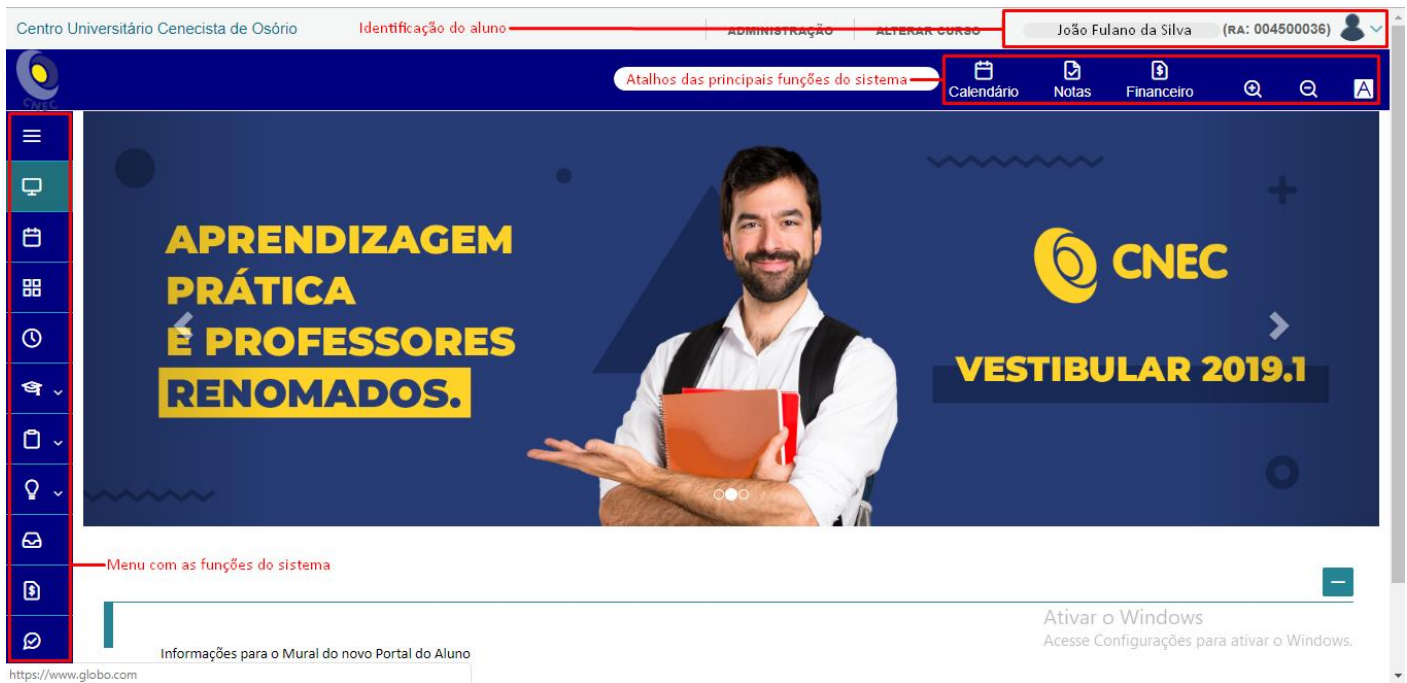 Centro Universitário Cenecista de Osório
Identificação do aluno
ADMINISTRAÇÃO
ALTERAR CURSO
João Fulano da Silva
(RA: 004500036)
CNEC
Atalhos das principais funções do sistema
Calendário
Notas
Financeiro
A
APRENDIZAGEM
PRÁTICA
E PROFESSORES
RENOMADOS.
CNEC
VESTIBULAR 2019.1
Menu com as funções do sistema
Informações para o Mural do novo Portal do Aluno
Ativar o Windows
Acesse Configurações para ativar o Windows.
https://www.globo.com